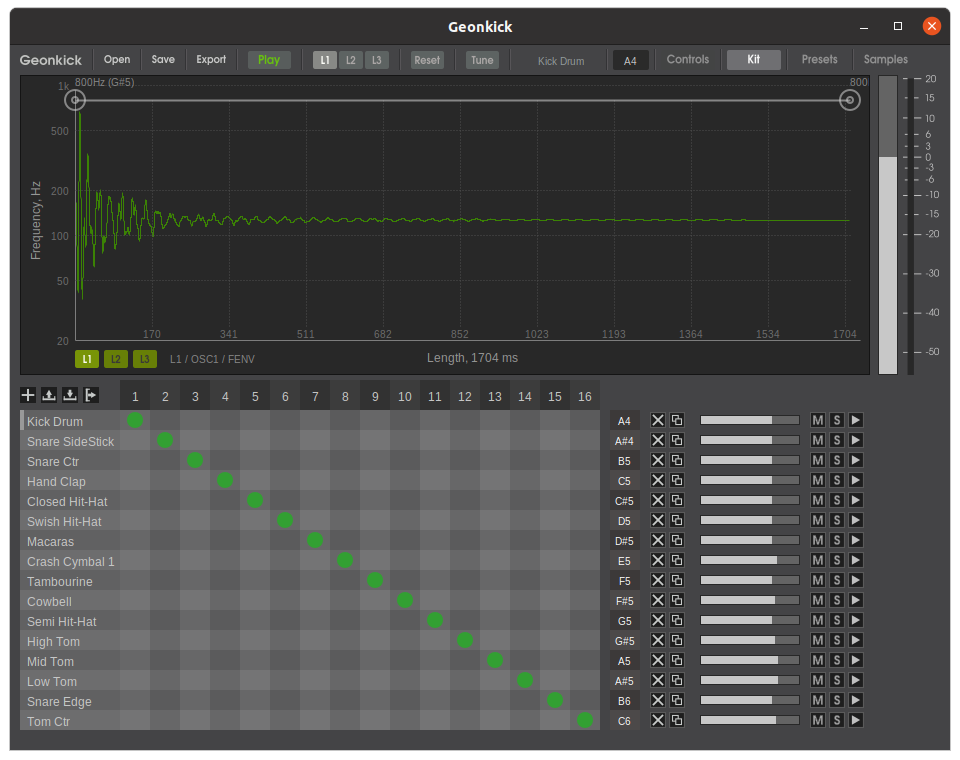 Geonkick
Geonkick Open Save Export Play L1 L2 L3 Reset Tune Kick Drum A4 Controls Kit Presets Samples
800Hz (G#5) 800
1k
500
200
100
50
20
Frequency, Hz
170 341 511 682 852 1023 1193 1364 1534 1704
L1 L2 L3 L1 / OSC1 / FENV Length, 1704 ms
20
15
10
6
3
0
-3
-6
-10
-15
-20
-30
-40
-50
1 2 3 4 5 6 7 8 9 10 11 12 13 14 15 16
Kick Drum A4 M S
Snare SideStick A#4 M S
Snare Ctr B5 M S
Hand Clap C5 M S
Closed Hit-Hat C#5 M S
Swish Hit-Hat D5 M S
Macaras D#5 M S
Crash Cymbal 1 E5 M S
Tambourine F5 M S
Cowbell F#5 M S
Semi Hit-Hat G5 M S
High Tom G#5 M S
Mid Tom A5 M S
Low Tom A#5 M S
Snare Edge B6 M S
Tom Ctr C6 M S